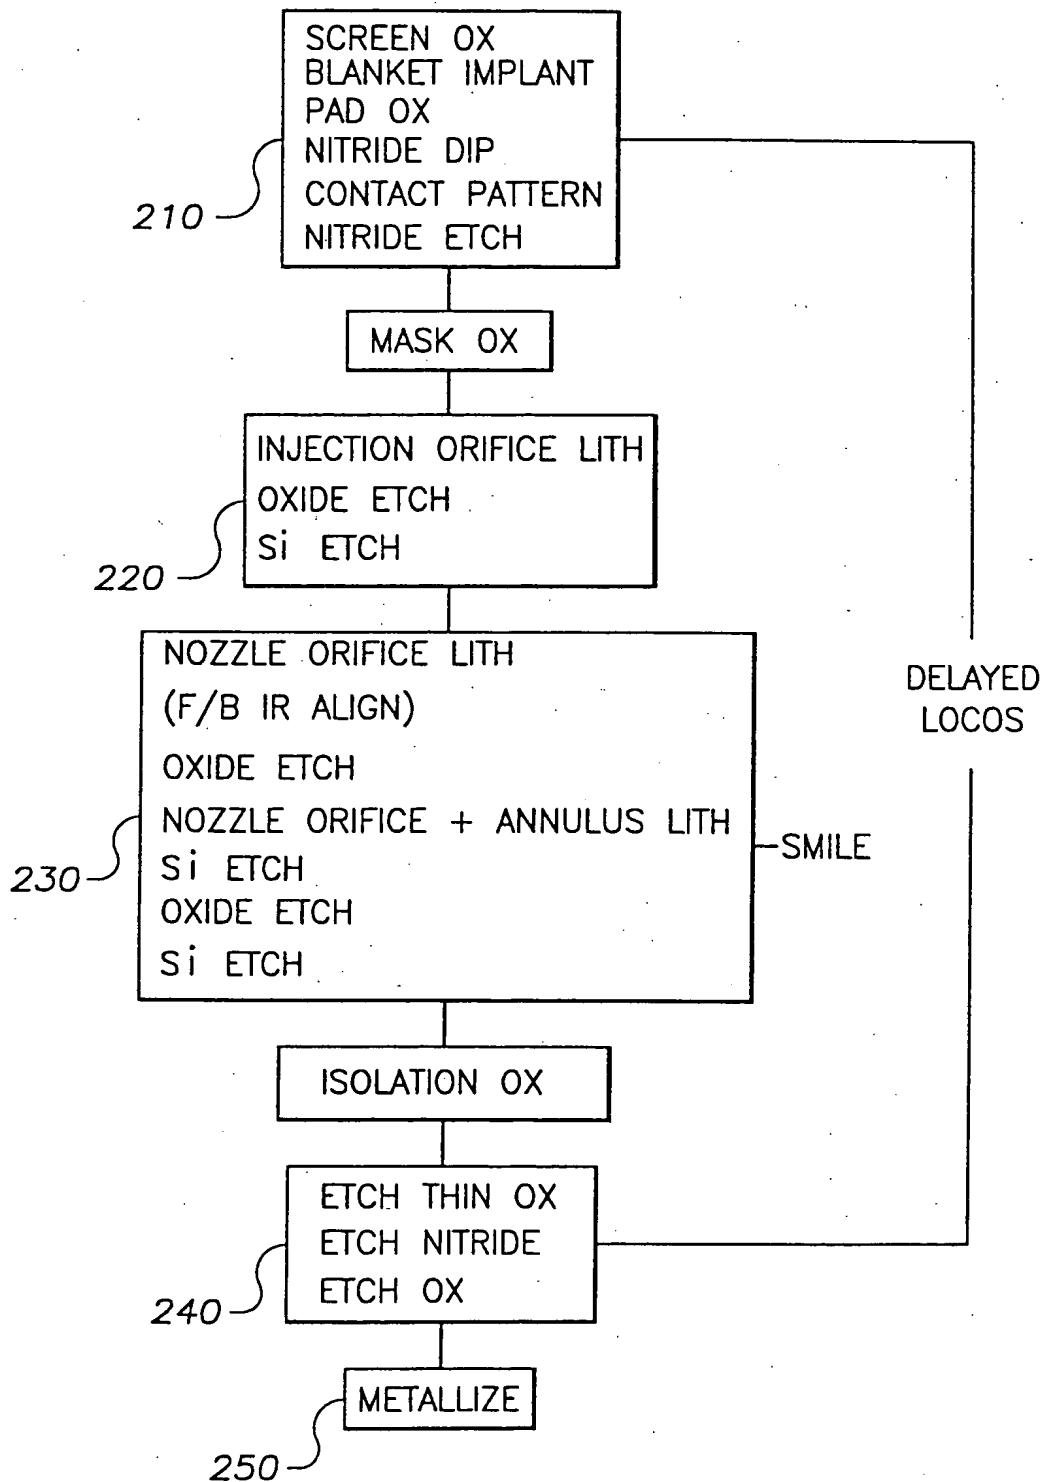 SCREEN OX
BLANKET IMPLANT
PAD OX
NITRIDE DIP
CONTACT PATTERN
NITRIDE ETCH
210
MASK OX
INJECTION ORIFICE LITH
OXIDE ETCH
Si ETCH
220
NOZZLE ORIFICE LITH
(F/B IR ALIGN)
OXIDE ETCH
NOZZLE ORIFICE + ANNULUS LITH
Si ETCH
OXIDE ETCH
Si ETCH
230
SMILE
DELAYED
LOCOS
ISOLATION OX
ETCH THIN OX
ETCH NITRIDE
ETCH OX
240
METALLIZE
250